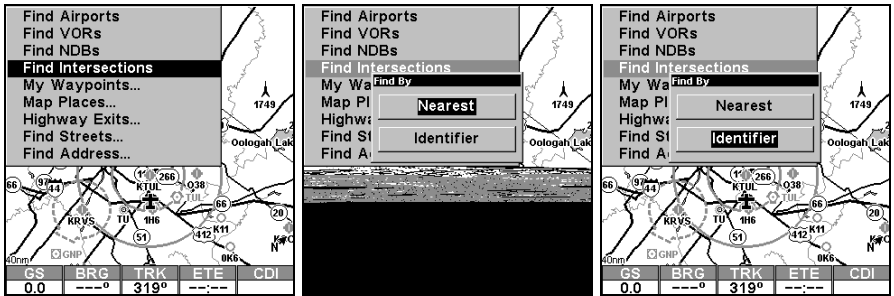 Find Airports
Find VORs
Find NDBs
Find Intersections
My Waypoints...
Map Places...
Highway Exits...
Find Streets...
Find Address...
1749
Oologah Lak
66
97
44
266
KTUL
O38
TUL
66
20
KRVS
TU
1H6
K11
412
51
GNP
0K6
N
40nm
GS BRG TRK ETE CDI
0.0 ---º 319º --:--
Find Airports
Find VORs
Find NDBs
Find Intersections
Find By
My Wa
Map Pl
Nearest
Highwa
Find St
Identifier
Find A
1749
Oologah Lak
Find Airports
Find VORs
Find NDBs
Find Intersections
Find By
My Wa
Map Pl
Nearest
Highwa
Find St
Identifier
Find A
1749
Oologah Lak
66
97
44
266
KTUL
O38
TUL
66
20
KRVS
TU
1H6
K11
412
51
GNP
0K6
N
40nm
GS BRG TRK ETE CDI
0.0 ---º 319º --:--